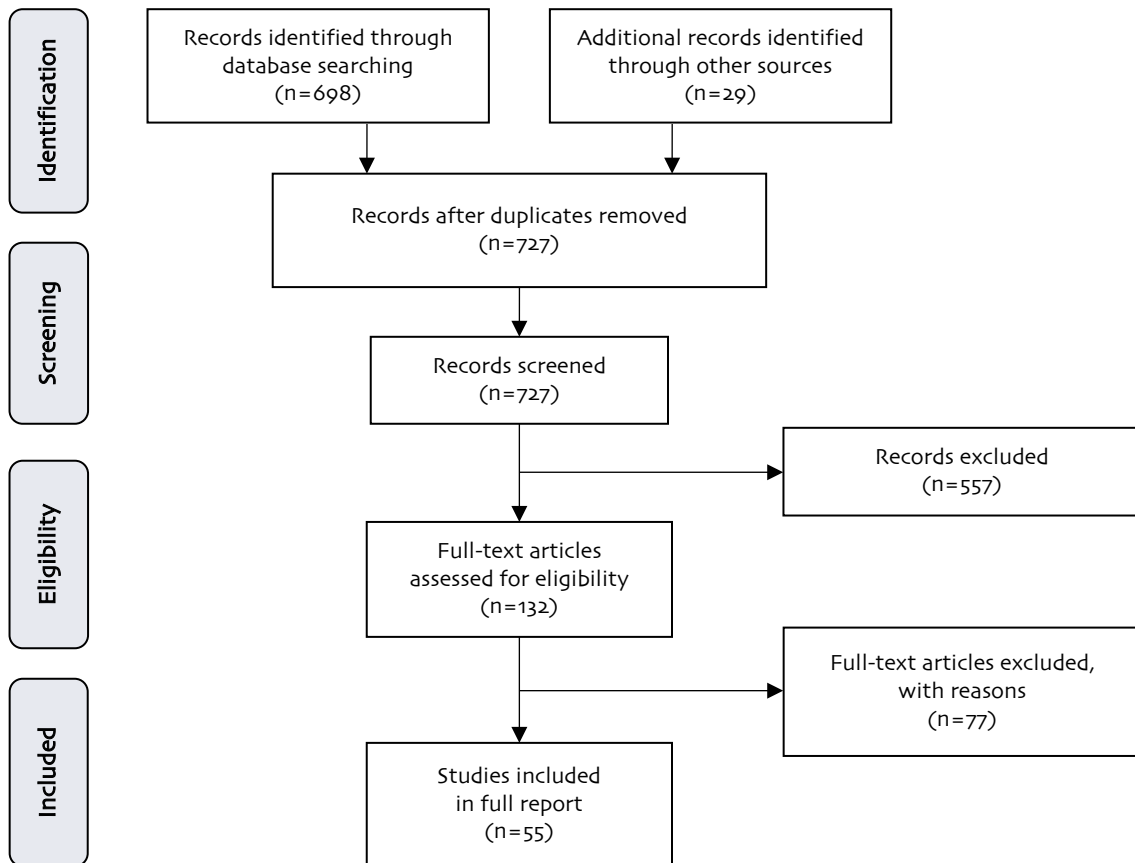 Identification
Records identified through
database searching
(n=698)
Additional records identified
through other sources
(n=29)
Records after duplicates removed
(n=727)
Screening
Records screened
(n=727)
Records excluded
(n=557)
Eligibility
Full-text articles
assessed for eligibility
(n=132)
Full-text articles excluded,
with reasons
(n=77)
Included
Studies included
in full report
(n=55)